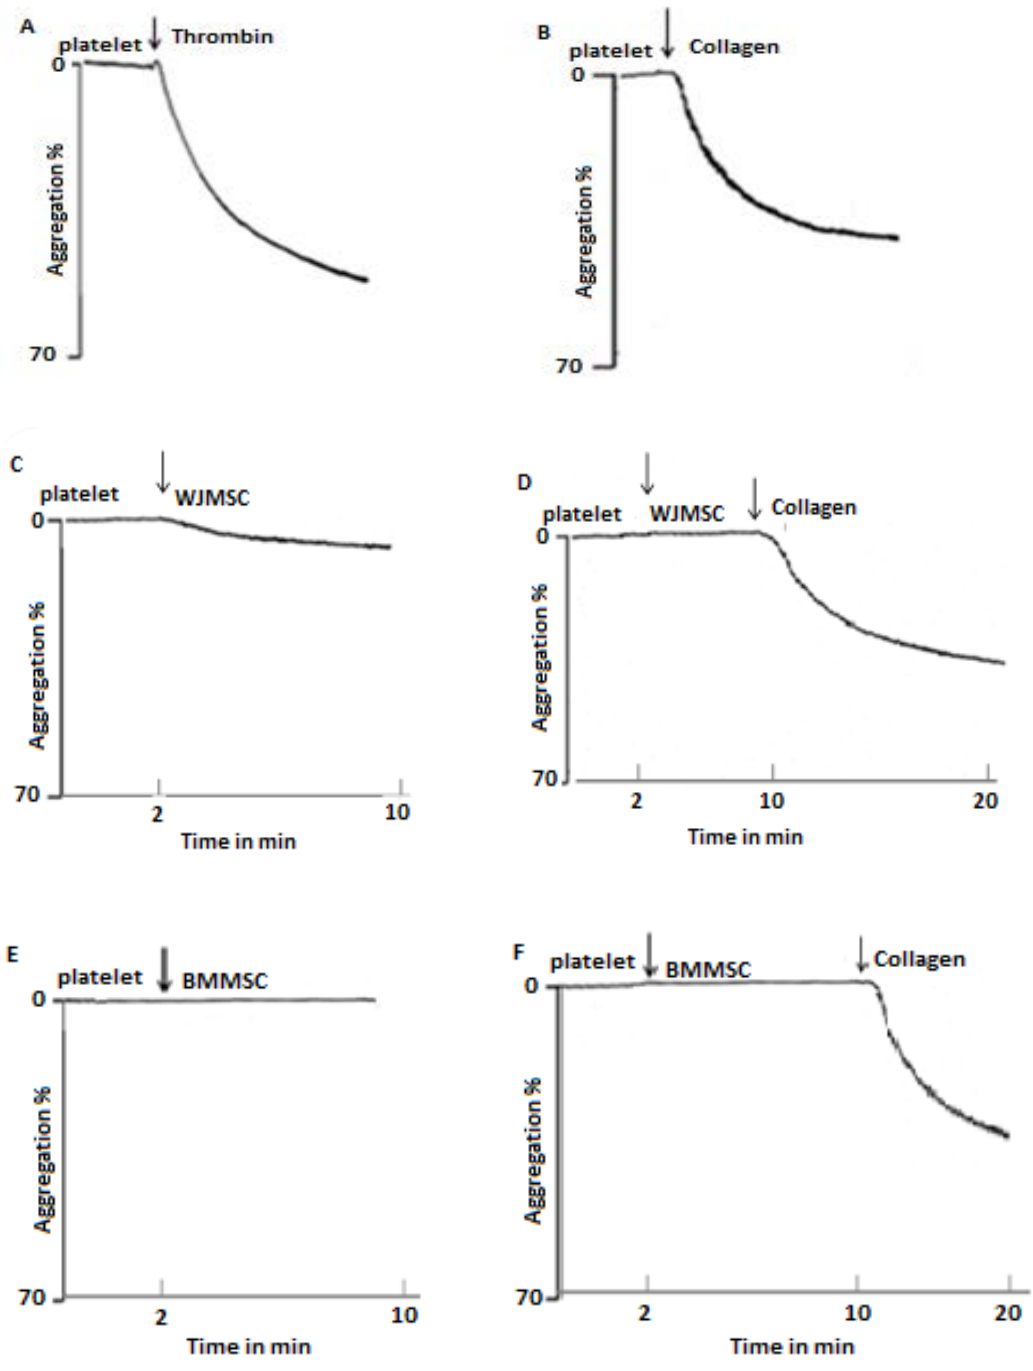 A
platelet
Thrombin
0
Aggregation %
70
B
platelet
Collagen
0
Aggregation %
70
C
platelet
WJMSC
0
Aggregation %
70
2
10
Time in min
D
platelet
WJMSC
Collagen
0
Aggregation %
70
2
10
20
Time in min
E
platelet
BMMSC
0
Aggregation %
70
2
10
Time in min
F
platelet
BMMSC
Collagen
0
Aggregation %
70
2
10
20
Time in min